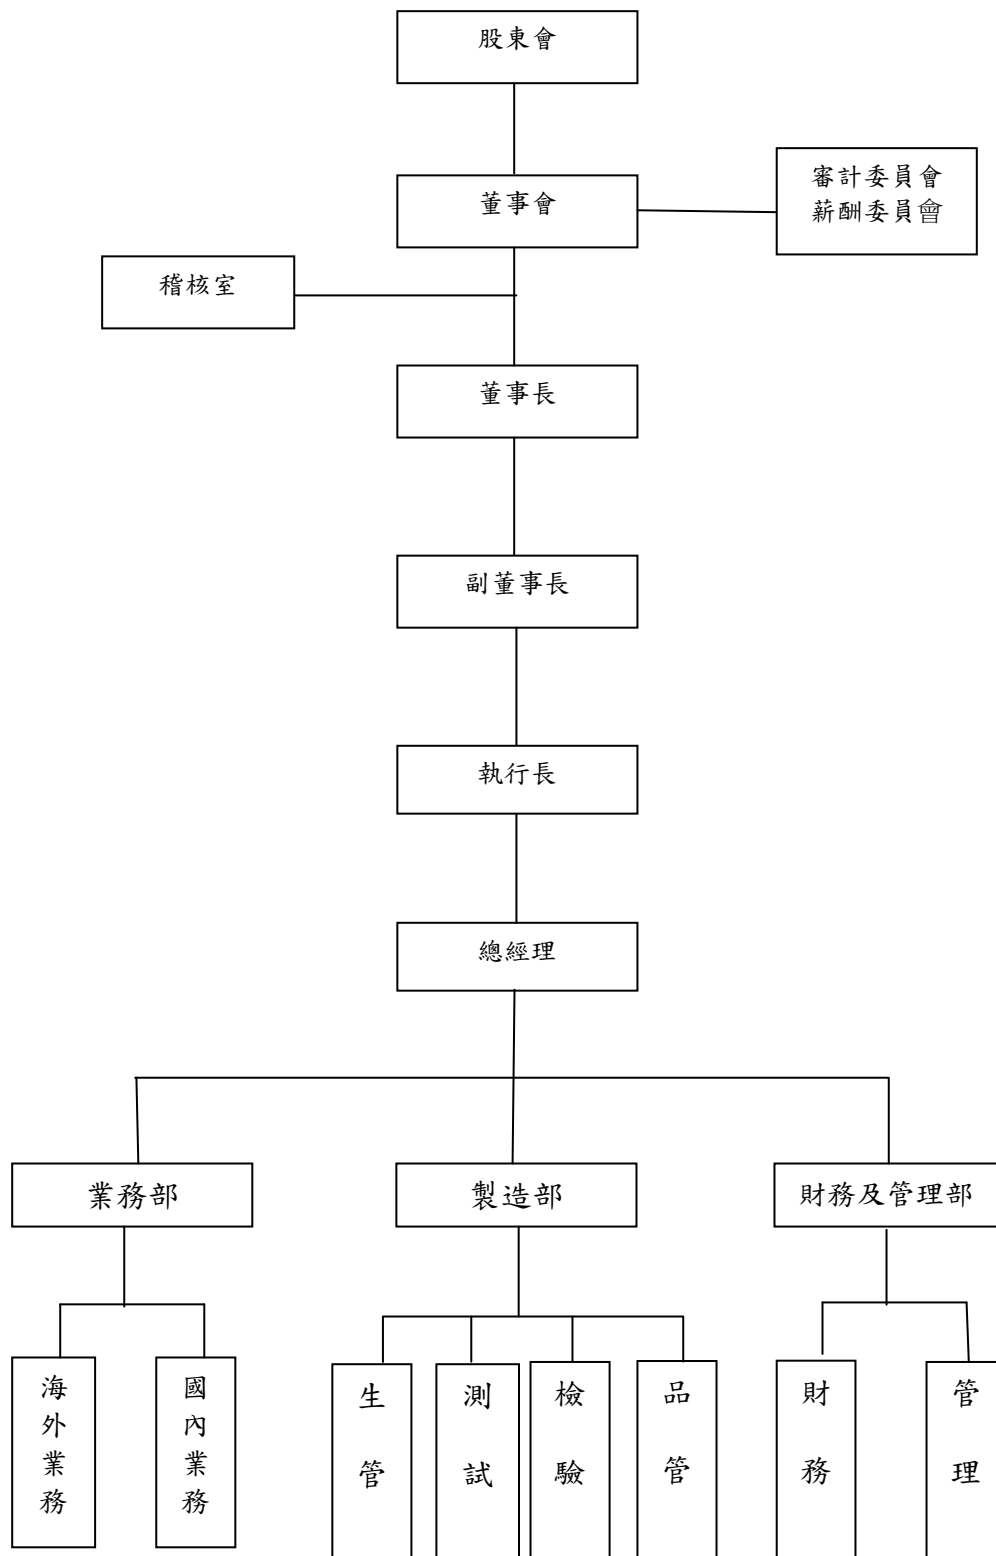 股東會
審計委員會
薪酬委員會
董事會
稽核室
董事長
副董事長
執行長
總經理
業務部
製造部
財務及管理部
海外業務
國內業務
生管
測試
檢驗
品管
財務
管理